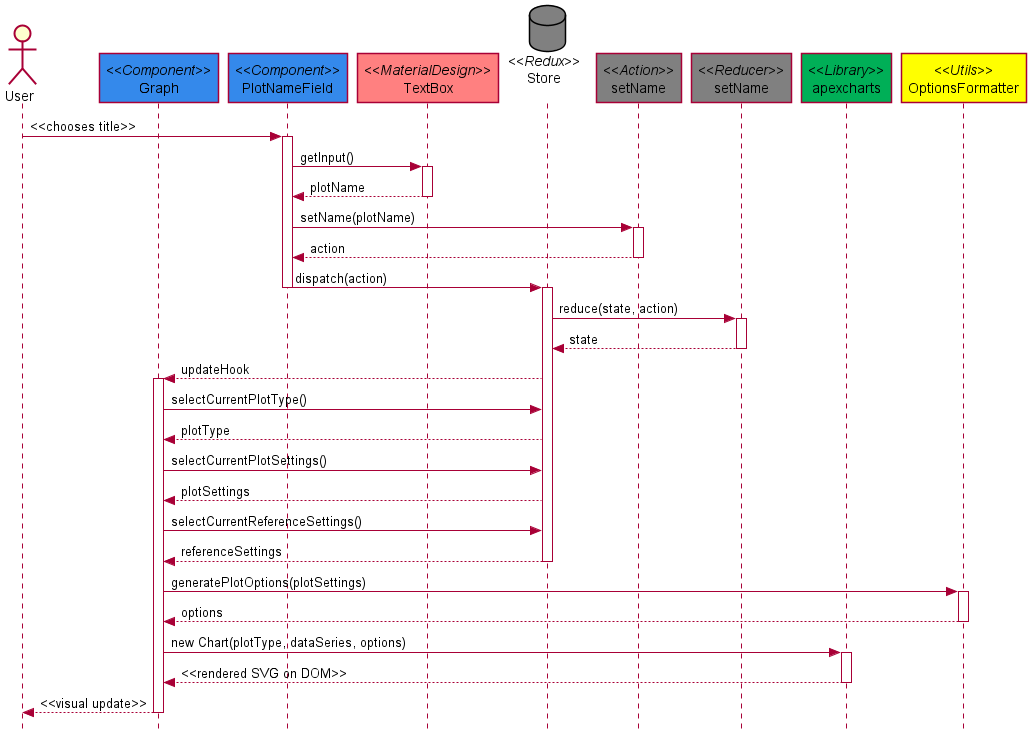 <<Redux>>
Store
User
<<Component>>
Graph
<<Component>>
PlotNameField
<<MaterialDesign>>
TextBox
<<Action>>
setName
<<Reducer>>
setName
<<Library>>
apexcharts
<<Utils>>
OptionsFormatter
<<chooses title>>
getInput()
plotName
setName(plotName)
action
dispatch(action)
reduce(state, action)
state
updateHook
selectCurrentPlotType()
plotType
selectCurrentPlotSettings()
plotSettings
selectCurrentReferenceSettings()
referenceSettings
generatePlotOptions(plotSettings)
options
new Chart(plotType, dataSeries, options)
<<rendered SVG on DOM>>
<<visual update>>